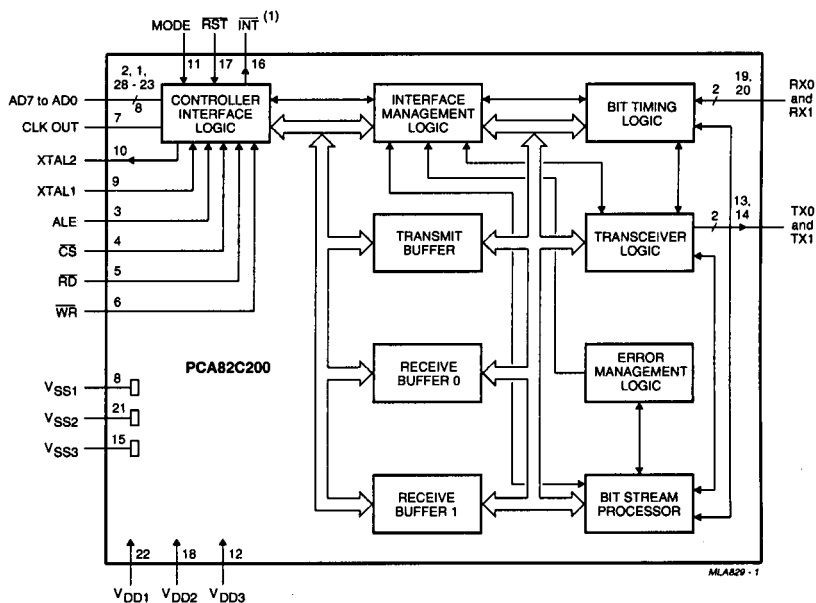 MODE RST INT (1)
11 17 16
2, 1,
28 - 23
8
AD7 to AD0
7
CLK OUT
10
XTAL2
9
XTAL1
3
ALE
4
CS
5
RD
6
WR
CONTROLLER
INTERFACE
LOGIC
INTERFACE
MANAGEMENT
LOGIC
BIT TIMING
LOGIC
2
19,
20
RX0
and
RX1
TRANSMIT
BUFFER
TRANSCEIVER
LOGIC
2
13,
14
TX0
and
TX1
PCA82C200
RECEIVE
BUFFER 0
ERROR
MANAGEMENT
LOGIC
8
VSS1
21
VSS2
15
VSS3
RECEIVE
BUFFER 1
BIT STREAM
PROCESSOR
22 18 12
VDD1 VDD2 VDD3
MLA829 - 1